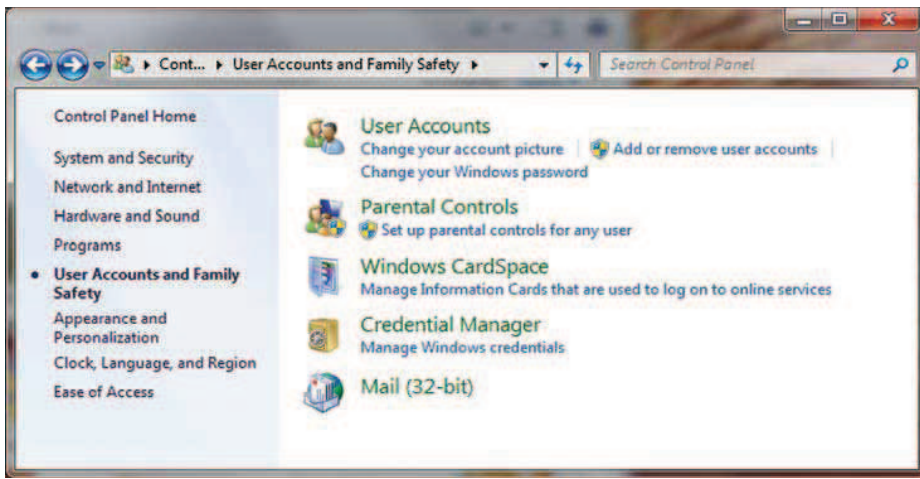 Cont... User Accounts and Family Safety
Search Control Panel
Control Panel Home
System and Security
Network and Internet
Hardware and Sound
Programs
User Accounts and Family
Safety
Appearance and
Personalization
Clock, Language, and Region
Ease of Access
User Accounts
Change your account picture Add or remove user accounts
Change your Windows password
Parental Controls
Set up parental controls for any user
Windows CardSpace
Manage Information Cards that are used to log on to online services
Credential Manager
Manage Windows credentials
Mail (32-bit)